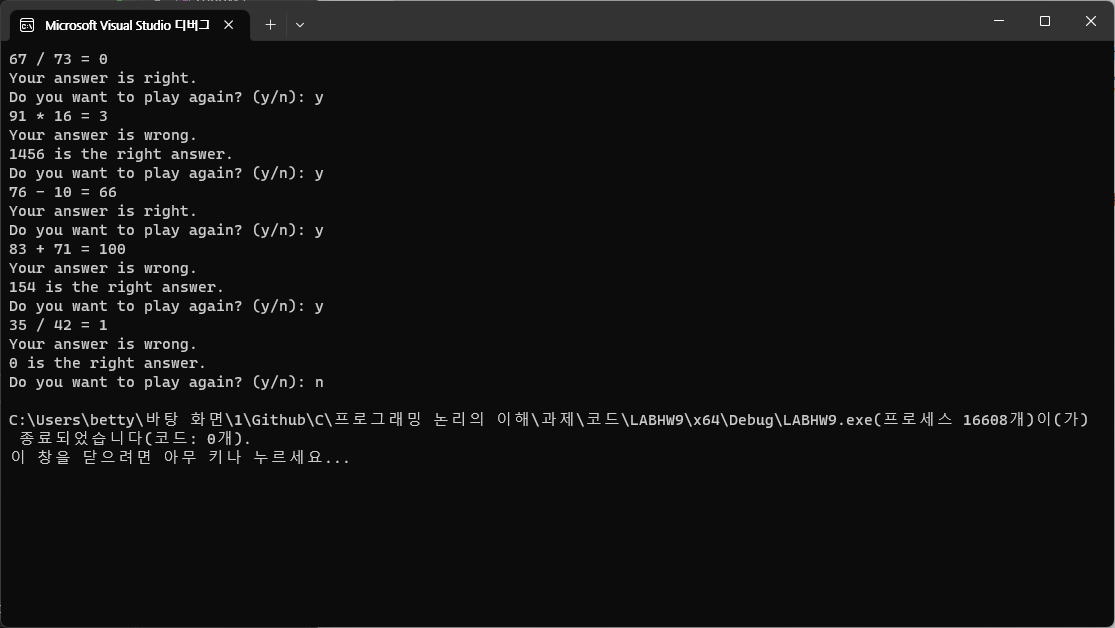 Microsoft Visual Studio 디버그
67 / 73 = 0
Your answer is right.
Do you want to play again? (y/n): y
91 * 16 = 3
Your answer is wrong.
1456 is the right answer.
Do you want to play again? (y/n): y
76 - 10 = 66
Your answer is right.
Do you want to play again? (y/n): y
83 + 71 = 100
Your answer is wrong.
154 is the right answer.
Do you want to play again? (y/n): y
35 / 42 = 1
Your answer is wrong.
0 is the right answer.
Do you want to play again? (y/n): n
C:\Users\betty\바탕 화면\1\Github\C\프로그래밍 논리의 이해\과제\코드\LABHW9\x64\Debug\LABHW9.exe(프로세스 16608개)이(가)
종료되었습니다(코드: 0개).
이 창을 닫으려면 아무 키나 누르세요...